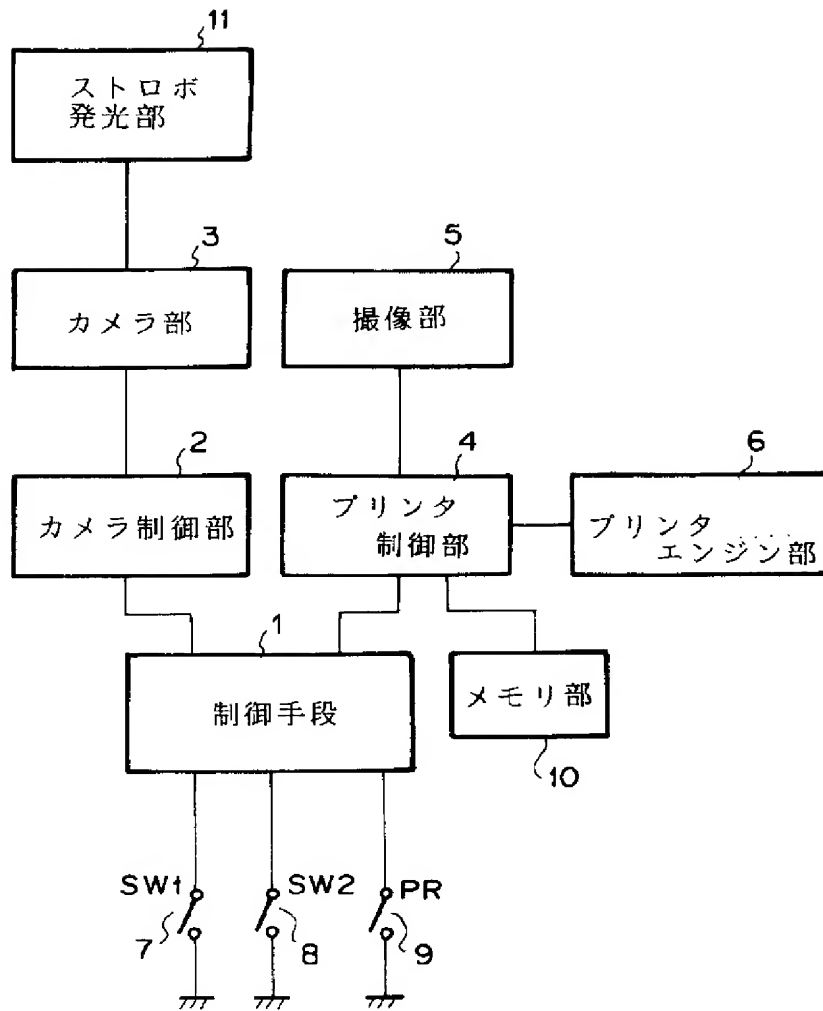 11
ストロボ
発光部
3
カメラ部
5
撮像部
2
カメラ制御部
4
プリンタ
制御部
6
プリンタ
エンジン部
1
制御手段
メモリ部
10
SW1
7
SW2
8
PR
9